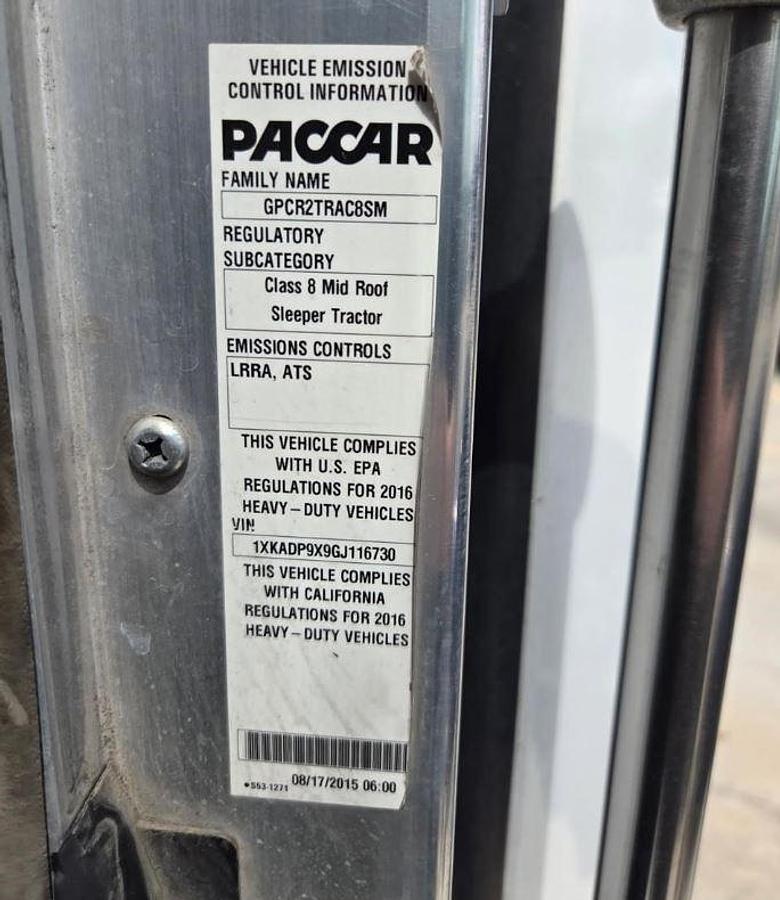 VEHICLE EMISSION
CONTROL INFORMATION
PACCAR
FAMILY NAME
GPCR2TRAC8SM
REGULATORY
SUBCATEGORY
Class 8 Mid Roof
Sleeper Tractor
EMISSIONS CONTROLS
LRRA, ATS
THIS VEHICLE COMPLIES
WITH U.S. EPA
REGULATIONS FOR 2016
HEAVY – DUTY VEHICLES
VIN
1XKADP9X9GJ116730
THIS VEHICLE COMPLIES
WITH CALIFORNIA
REGULATIONS FOR 2016
HEAVY – DUTY VEHICLES
•S53-1271 08/17/2015 06:00